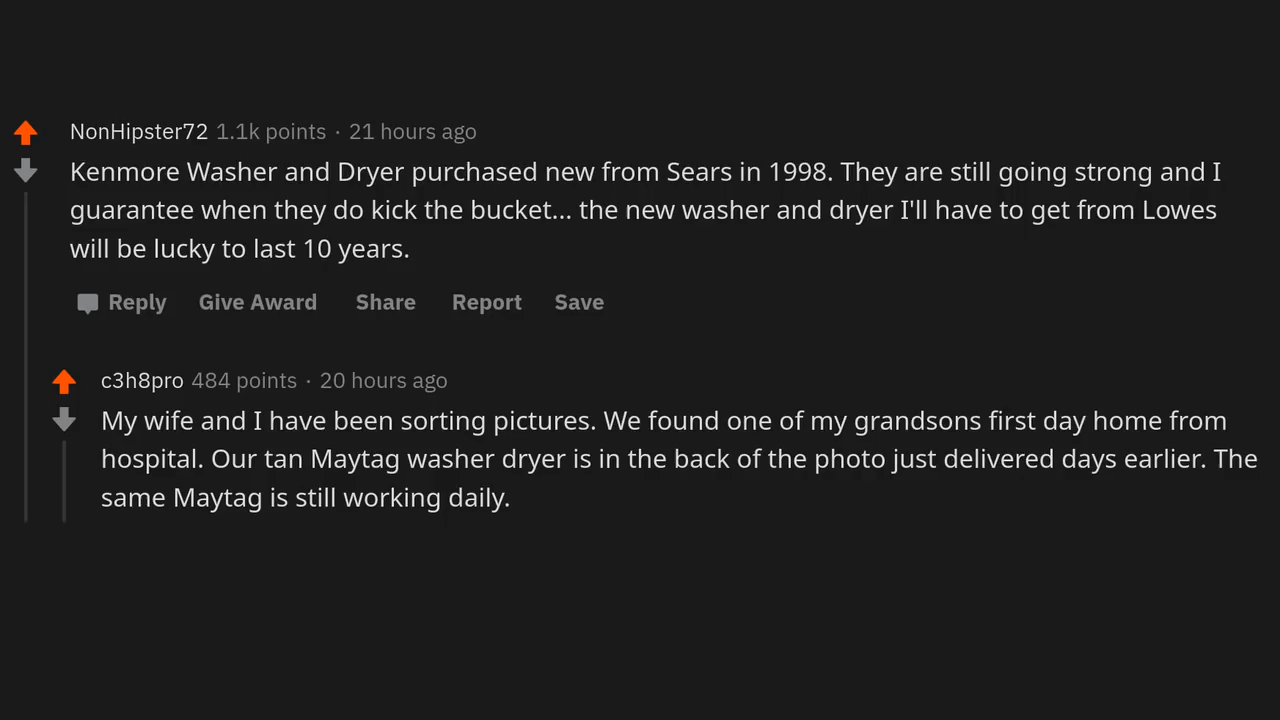 NonHipster72 1.1k points · 21 hours ago
Kenmore Washer and Dryer purchased new from Sears in 1998. They are still going strong and I
guarantee when they do kick the bucket... the new washer and dryer I'll have to get from Lowes
will be lucky to last 10 years.
Reply Give Award Share Report Save
c3h8pro 484 points · 20 hours ago
My wife and I have been sorting pictures. We found one of my grandsons first day home from
hospital. Our tan Maytag washer dryer is in the back of the photo just delivered days earlier. The
same Maytag is still working daily.